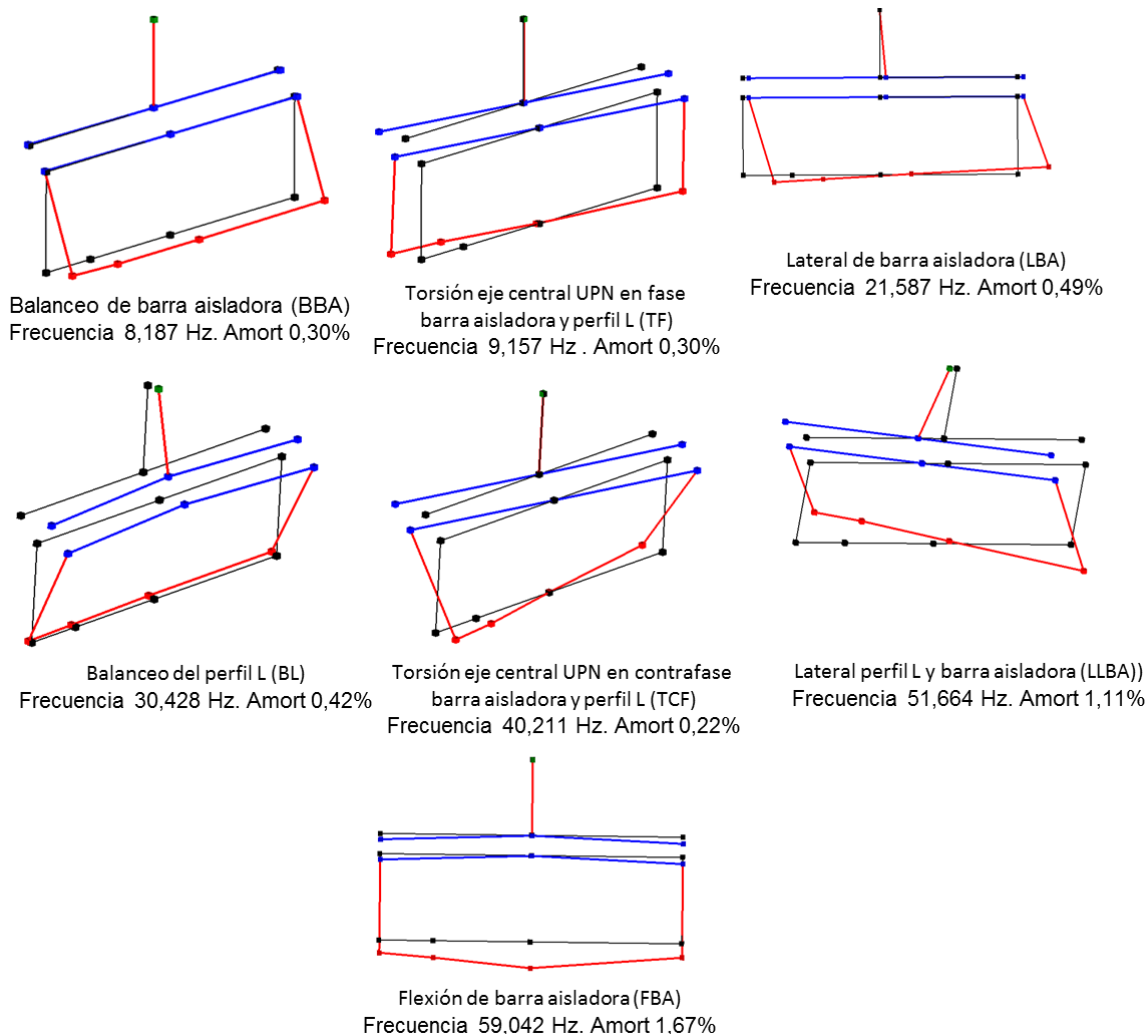 Balanceo de barra aisladora (BBA)
Frecuencia 8,187 Hz. Amort 0,30%
Torsión eje central UPN en fase
barra aisladora y perfil L (TF)
Frecuencia 9,157 Hz . Amort 0,30%
Lateral de barra aisladora (LBA)
Frecuencia 21,587 Hz. Amort 0,49%
Balanceo del perfil L (BL)
Frecuencia 30,428 Hz. Amort 0,42%
Torsión eje central UPN en contrafase
barra aisladora y perfil L (TCF)
Frecuencia 40,211 Hz. Amort 0,22%
Lateral perfil L y barra aisladora (LLBA))
Frecuencia 51,664 Hz. Amort 1,11%
Flexión de barra aisladora (FBA)
Frecuencia 59,042 Hz. Amort 1,67%